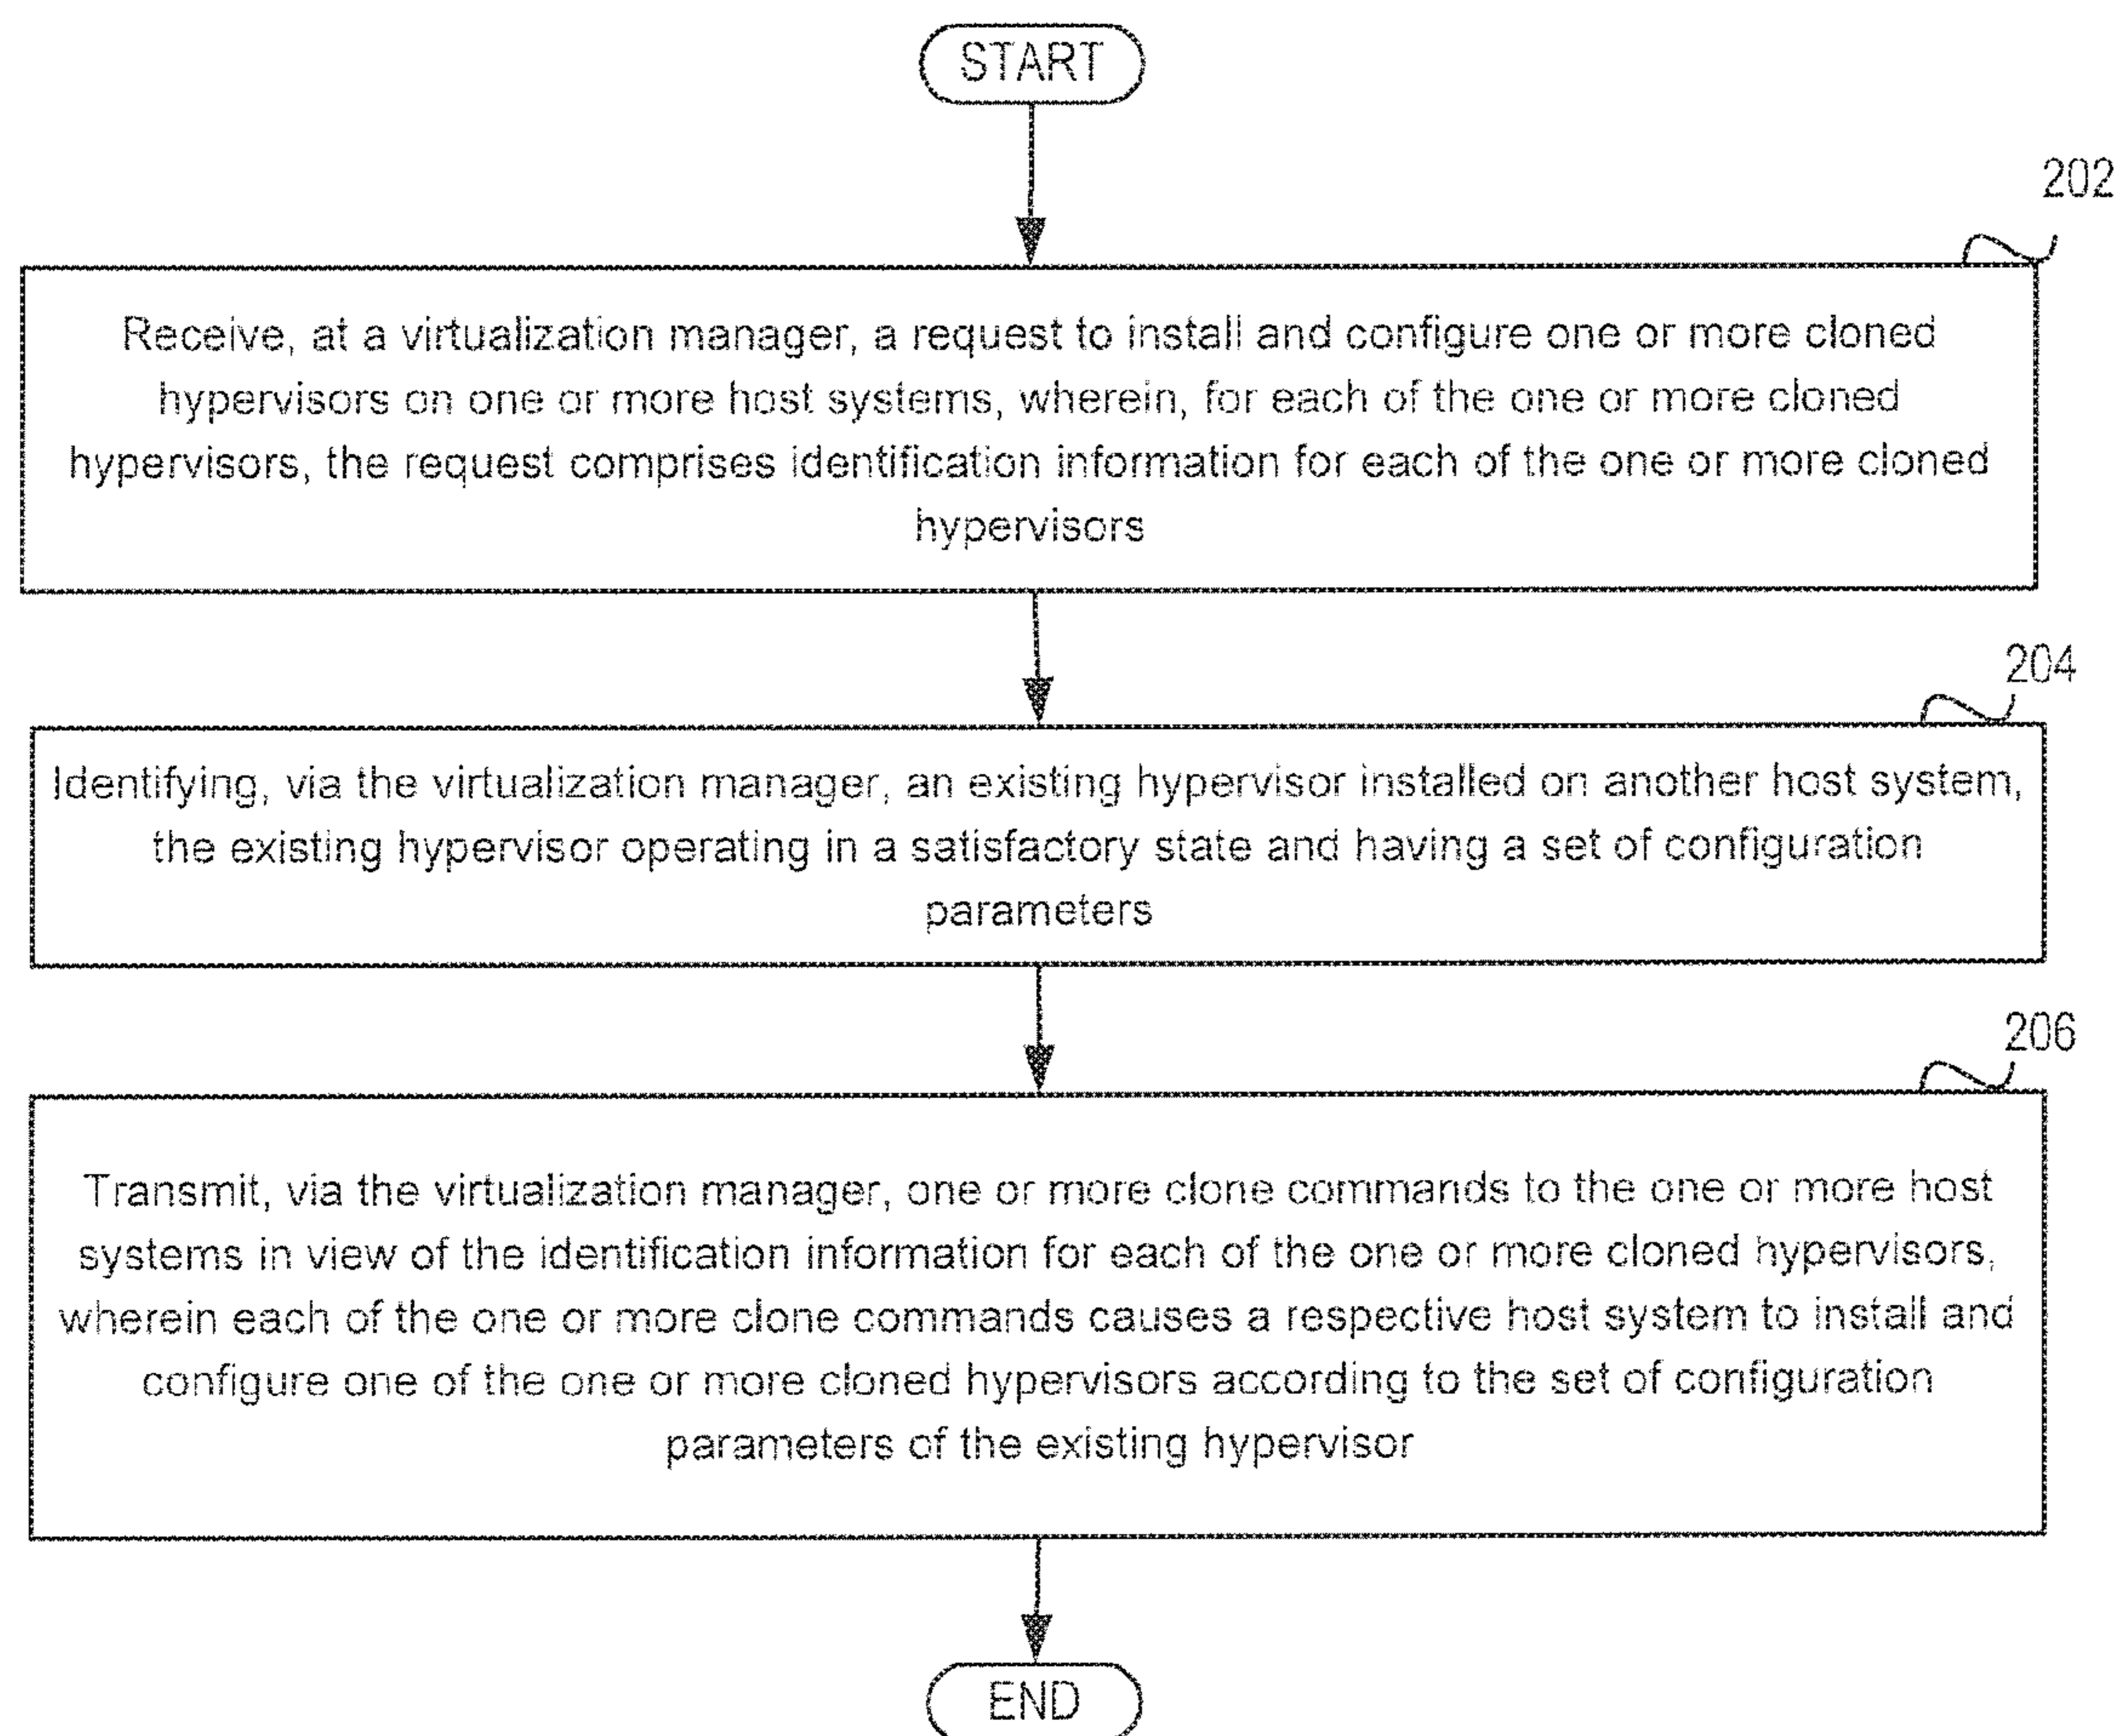 START
202
Receive, at a virtualization manager, a request to install and configure one or more cloned
hypervisors on one or more host systems, wherein, for each of the one or more cloned
hypervisors, the request comprises identification information for each of the one or more cloned
hypervisors
204
Identifying, via the virtualization manager, an existing hypervisor installed on another host system,
the existing hypervisor operating in a satisfactory state and having a set of configuration
parameters
206
Transmit, via the virtualization manager, one or more clone commands to the one or more host
systems in view of the identification information for each of the one or more cloned hypervisors,
wherein each of the one or more clone commands causes a respective host system to install and
configure one of the one or more cloned hypervisors according to the set of configuration
parameters of the existing hypervisor
END